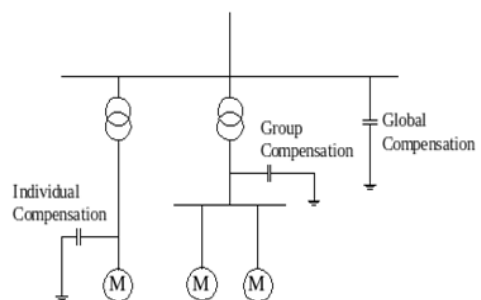 Group
Compensation
Global
Compensation
Individual
Compensation
M
M
M